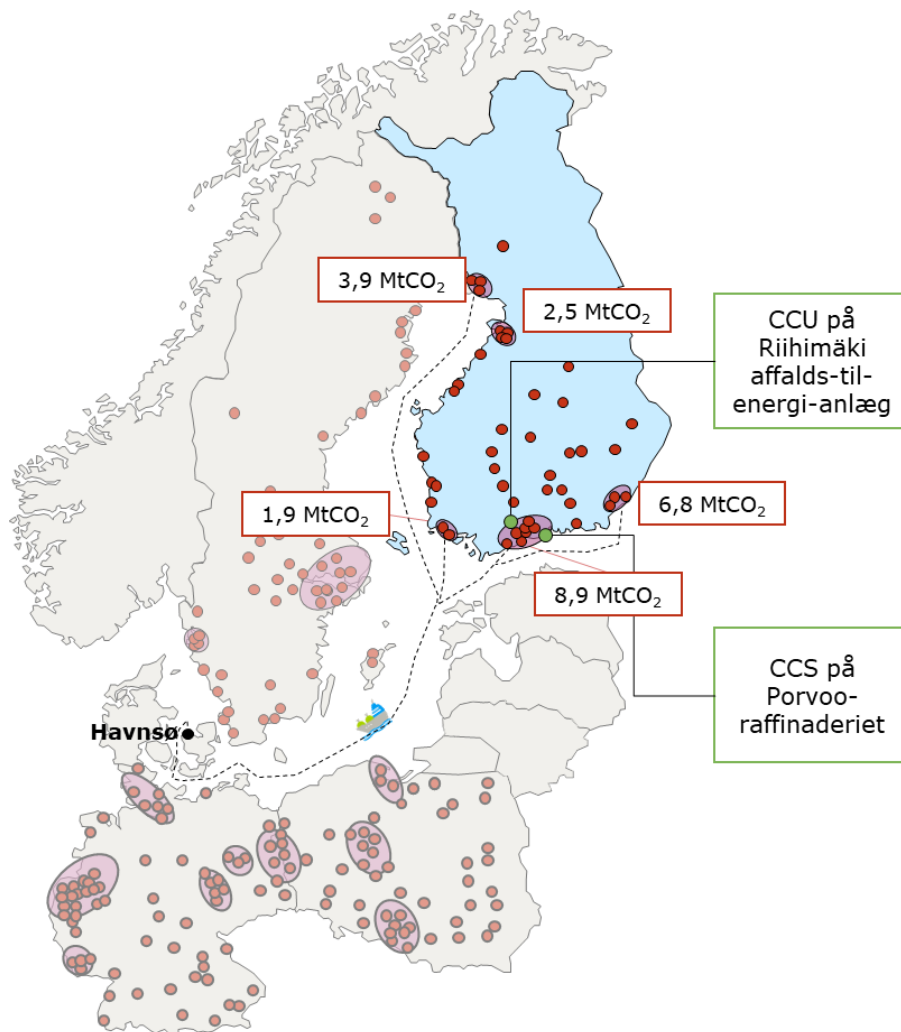 3,9 MtCO₂
2,5 MtCO₂
CCU på
Riihimäki
affalds-til-
energi-anlæg
1,9 MtCO₂
6,8 MtCO₂
8,9 MtCO₂
CCS på
Porvoo-
raffinaderiet
Havnsø